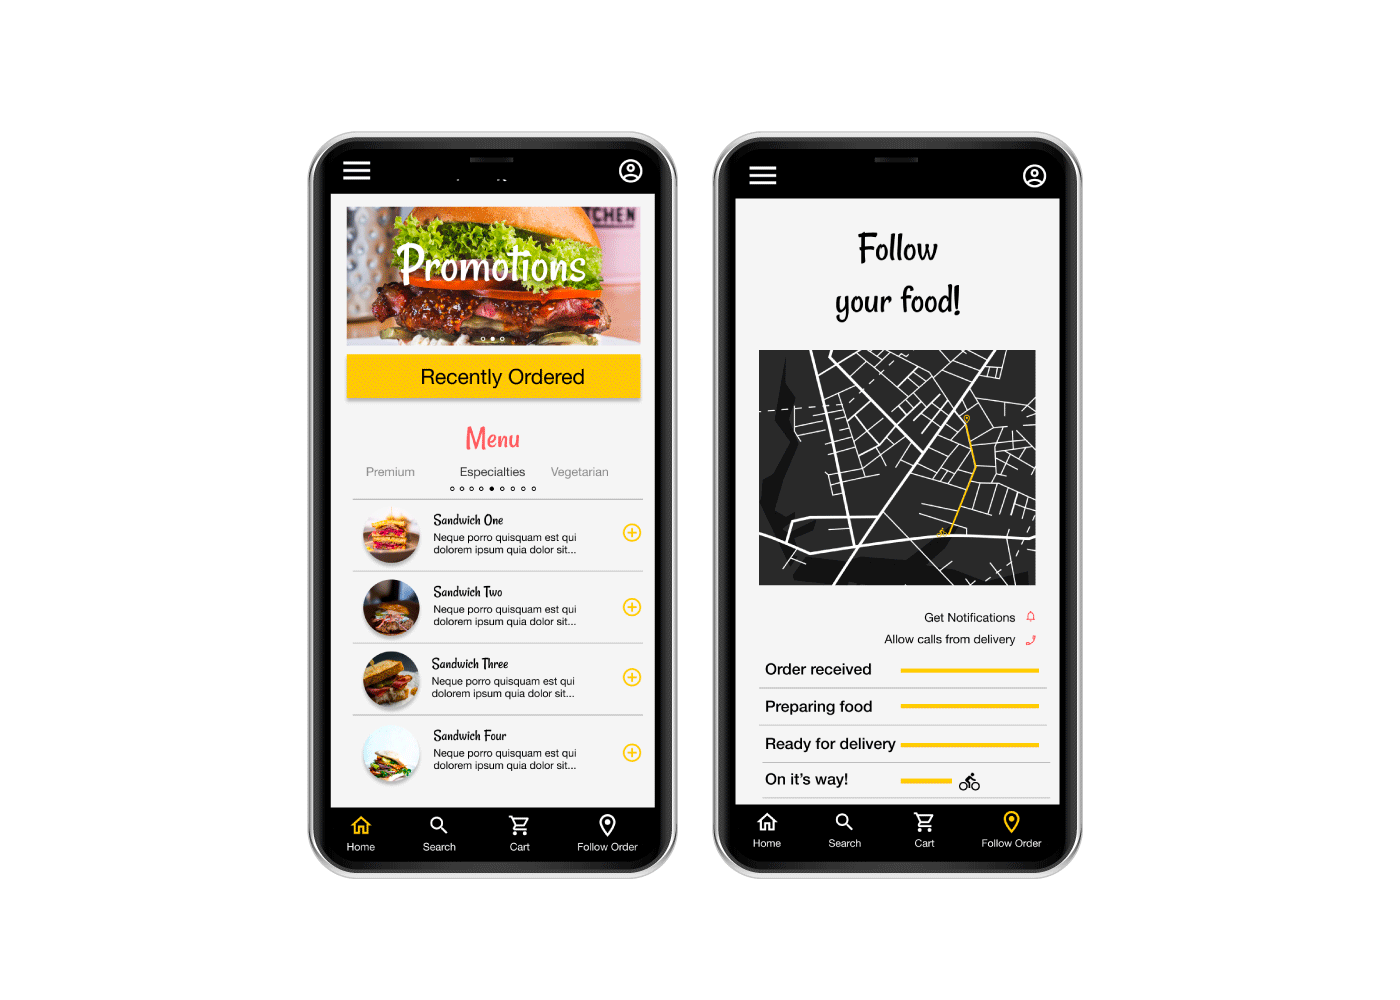 CHEN
Promotions
Recently Ordered
Menu
Premium Especialties Vegetarian
Sandwich One
Neque porro quisquam est qui
dolorem ipsum quia dolor sit...
Sandwich Two
Neque porro quisquam est qui
dolorem ipsum quia dolor sit...
Sandwich Three
Neque porro quisquam est qui
dolorem ipsum quia dolor sit...
Sandwich Four
Neque porro quisquam est qui
dolorem ipsum quia dolor sit...
Home Search Cart Follow Order
Follow
your food!
Get Notifications
Allow calls from delivery
Order received
Preparing food
Ready for delivery
On it's way!
Home Search Cart Follow Order